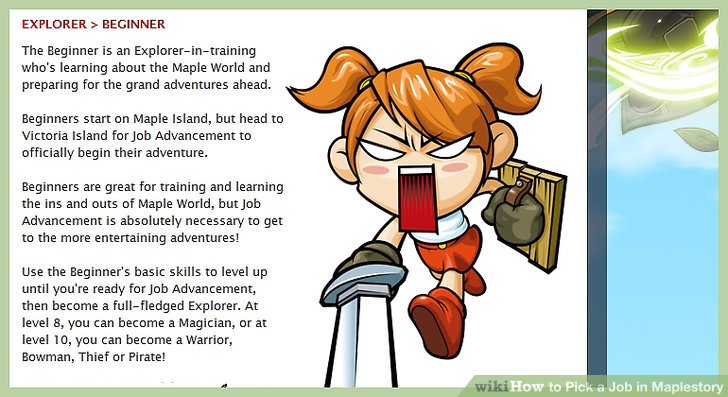 EXPLORER > BEGINNER
The Beginner is an Explorer-in-training
who's learning about the Maple World and
preparing for the grand adventures ahead.
Beginners start on Maple Island, but head to
Victoria Island for Job Advancement to
officially begin their adventure.
Beginners are great for training and learning
the ins and outs of Maple World, but Job
Advancement is absolutely necessary to get
to the more entertaining adventures!
Use the Beginner's basic skills to level up
until you're ready for Job Advancement,
then become a full-fledged Explorer. At
level 8, you can become a Magician, or at
level 10, you can become a Warrior,
Bowman, Thief or Pirate!
wikiHow to Pick a Job in Maplestory